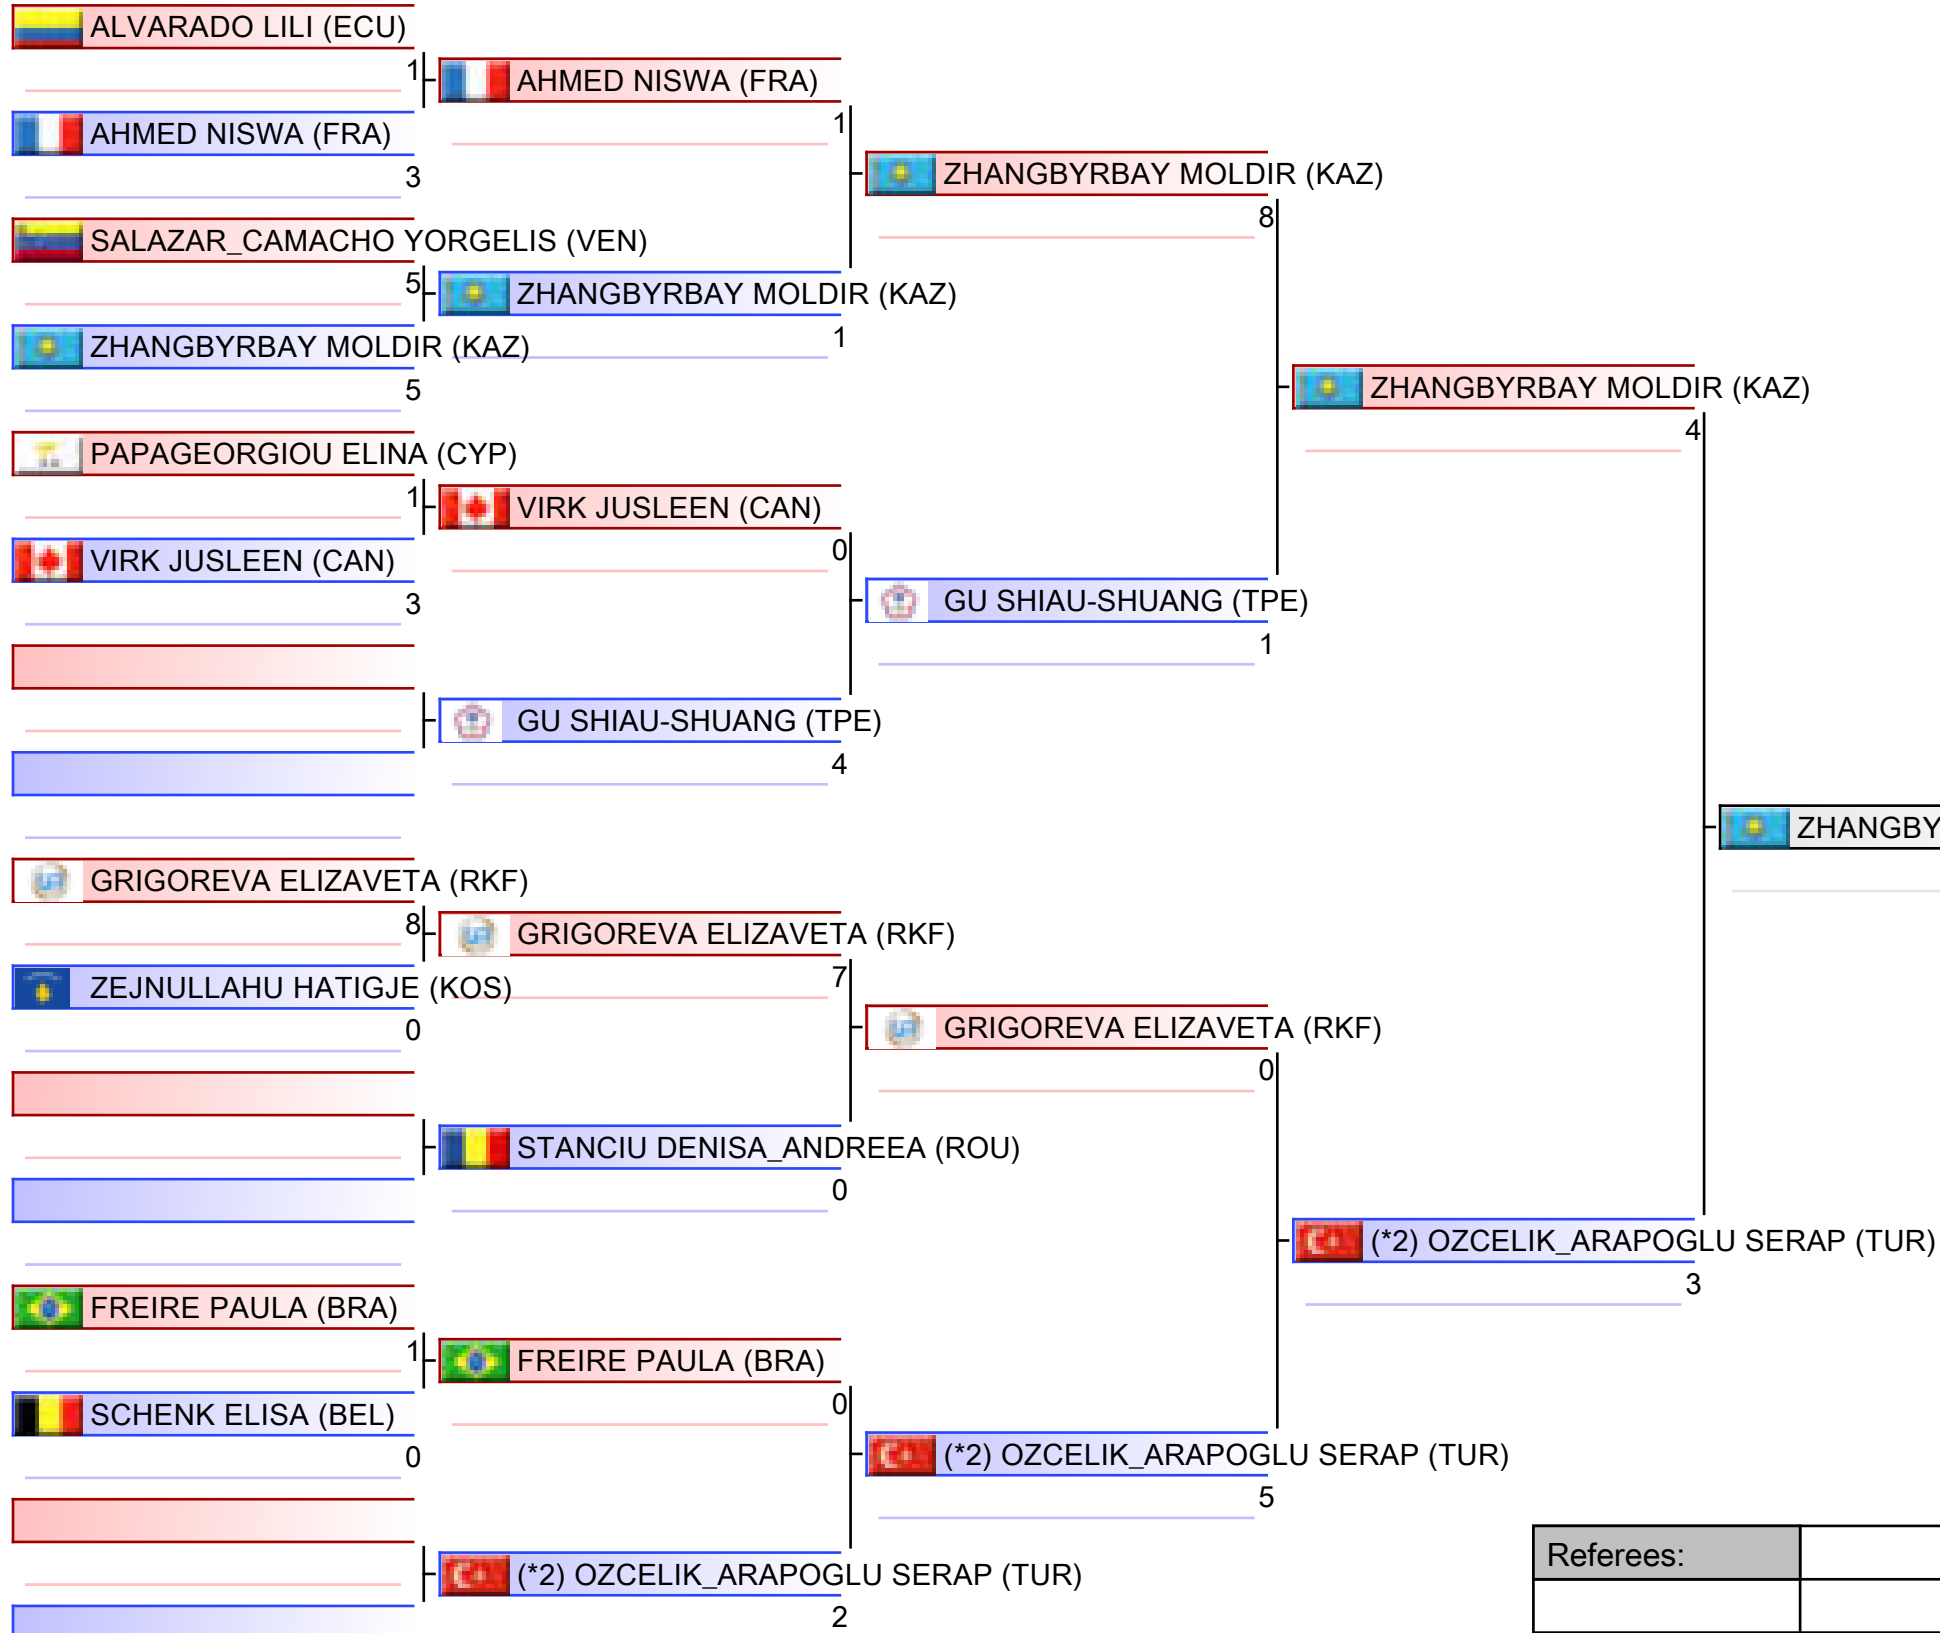 ALVARADO LILI (ECU)
1
AHMED NISWA (FRA)
3
SALAZAR_CAMACHO YORGELIS (VEN)
5
ZHANGBYRBAY MOLDIR (KAZ)
5
PAPAGEORGIOU ELINA (CYP)
1
VIRK JUSLEEN (CAN)
3
GRIGOREVA ELIZAVETA (RKF)
8
ZEJNULLAHU HATIGJE (KOS)
0
FREIRE PAULA (BRA)
1
SCHENK ELISA (BEL)
0
AHMED NISWA (FRA)
1
ZHANGBYRBAY MOLDIR (KAZ)
1
VIRK JUSLEEN (CAN)
0
GU SHIAU-SHUANG (TPE)
4
GRIGOREVA ELIZAVETA (RKF)
7
STANCIU DENISA_ANDREEA (ROU)
0
FREIRE PAULA (BRA)
0
(*2) OZCELIK_ARAPOGLU SERAP (TUR)
2
ZHANGBYRBAY MOLDIR (KAZ)
8
GU SHIAU-SHUANG (TPE)
1
GRIGOREVA ELIZAVETA (RKF)
0
(*2) OZCELIK_ARAPOGLU SERAP (TUR)
5
ZHANGBYRBAY MOLDIR (KAZ)
4
(*2) OZCELIK_ARAPOGLU SERAP (TUR)
3
ZHANGBY
Referees: